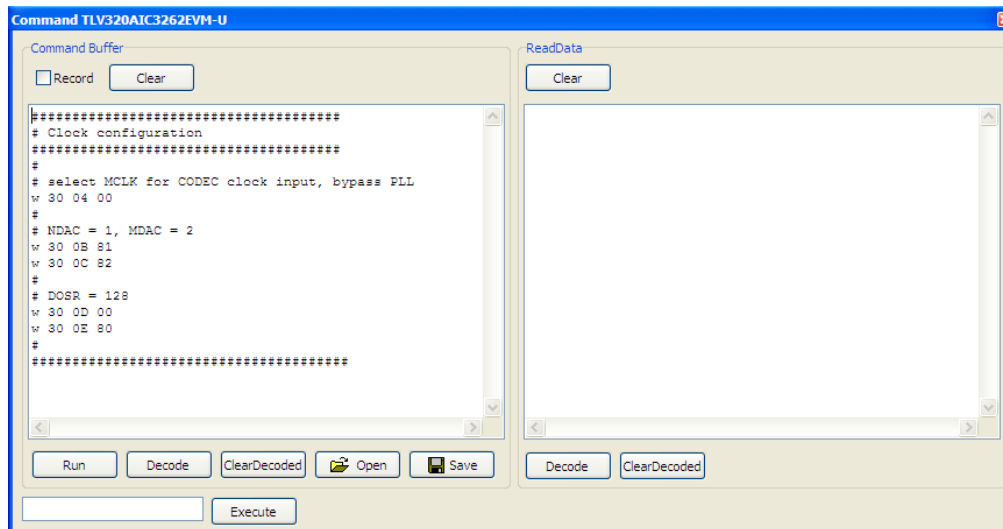 Command TLV320AIC3262EVM-U
Command Buffer
Record
Clear
######################################
# Clock configuration
######################################
#
# select MCLK for CODEC clock input, bypass PLL
w 30 04 00
#
# NDAC = 1, MDAC = 2
w 30 0B 81
w 30 0C 82
#
# DOSR = 128
w 30 0D 00
w 30 0E 80
#
#######################################
Run
Decode
ClearDecoded
Open
Save
Execute
ReadData
Clear
Decode
ClearDecoded